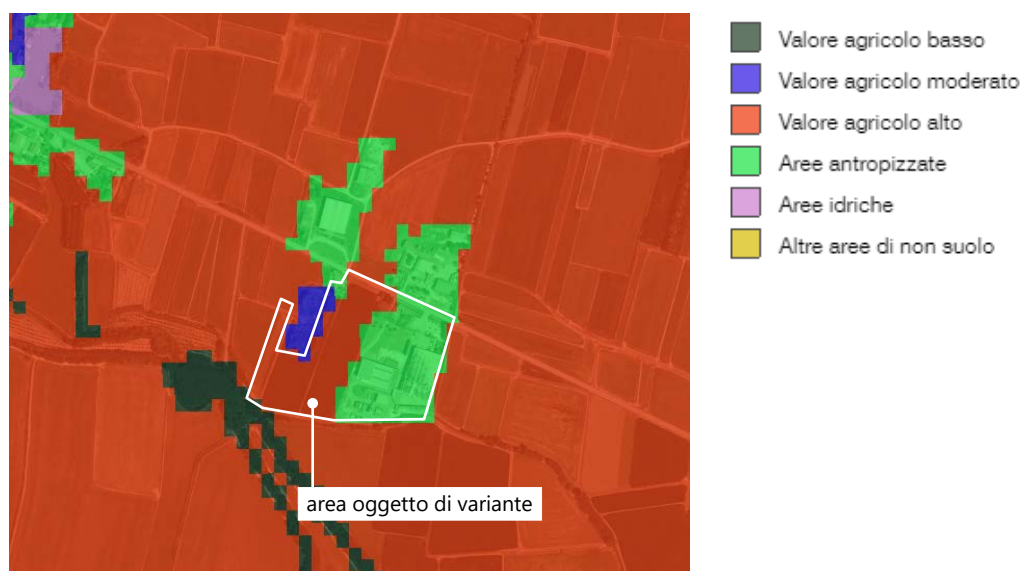 Valore agricolo basso
Valore agricolo moderato
Valore agricolo alto
Aree antropizzate
Aree idriche
Altre aree di non suolo
area oggetto di variante